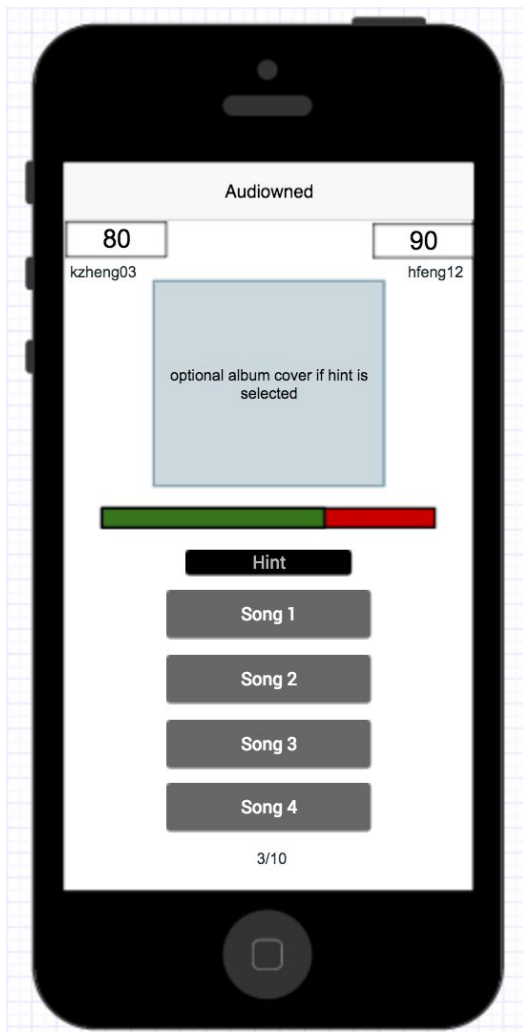 Audiowned
80
90
kzheng03
hfeng12
optional album cover if hint is
selected
Hint
Song 1
Song 2
Song 3
Song 4
3/10